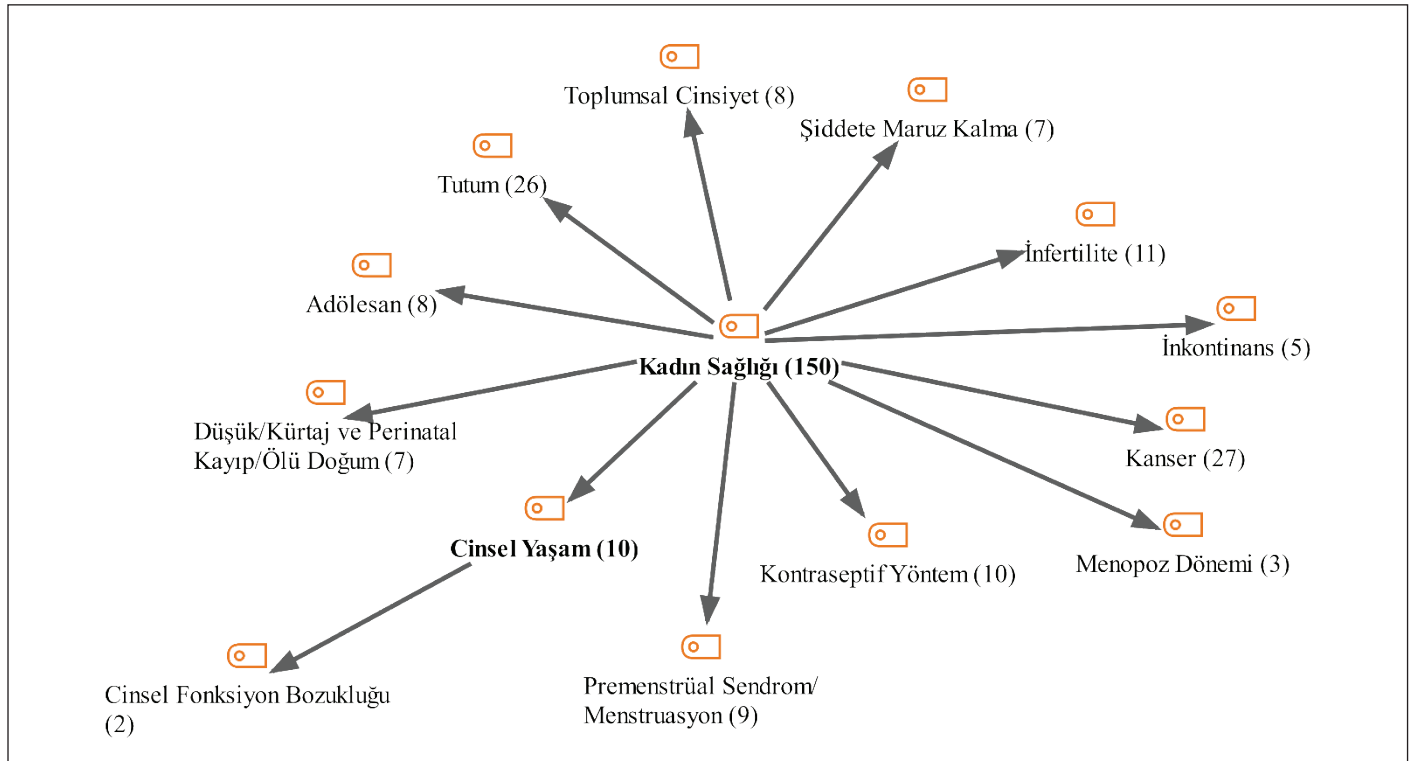 Toplumsal Cinsiyet (8)
Şiddete Maruz Kalma (7)
Tutum (26)
İnfertilite (11)
Adölesan (8)
İnkontinans (5)
Kadın Sağlığı (150)
Düşük/Kürtaj ve Perinatal
Kayıp/Ölü Doğum (7)
Kanser (27)
Cinsel Yaşam (10)
Kontraseptif Yöntem (10)
Menopoz Dönemi (3)
Cinsel Fonksiyon Bozukluğu
(2)
Premenstrüal Sendrom/
Menstruasyon (9)